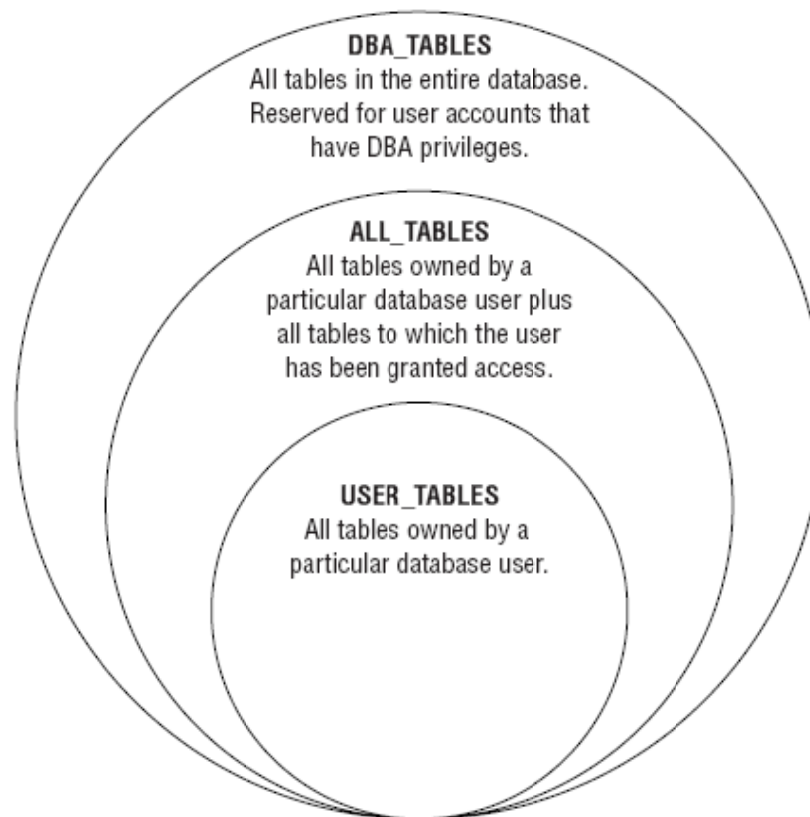 DBA_TABLES
All tables in the entire database.
Reserved for user accounts that
have DBA privileges.
ALL_TABLES
All tables owned by a
particular database user plus
all tables to which the user
has been granted access.
USER_TABLES
All tables owned by a
particular database user.